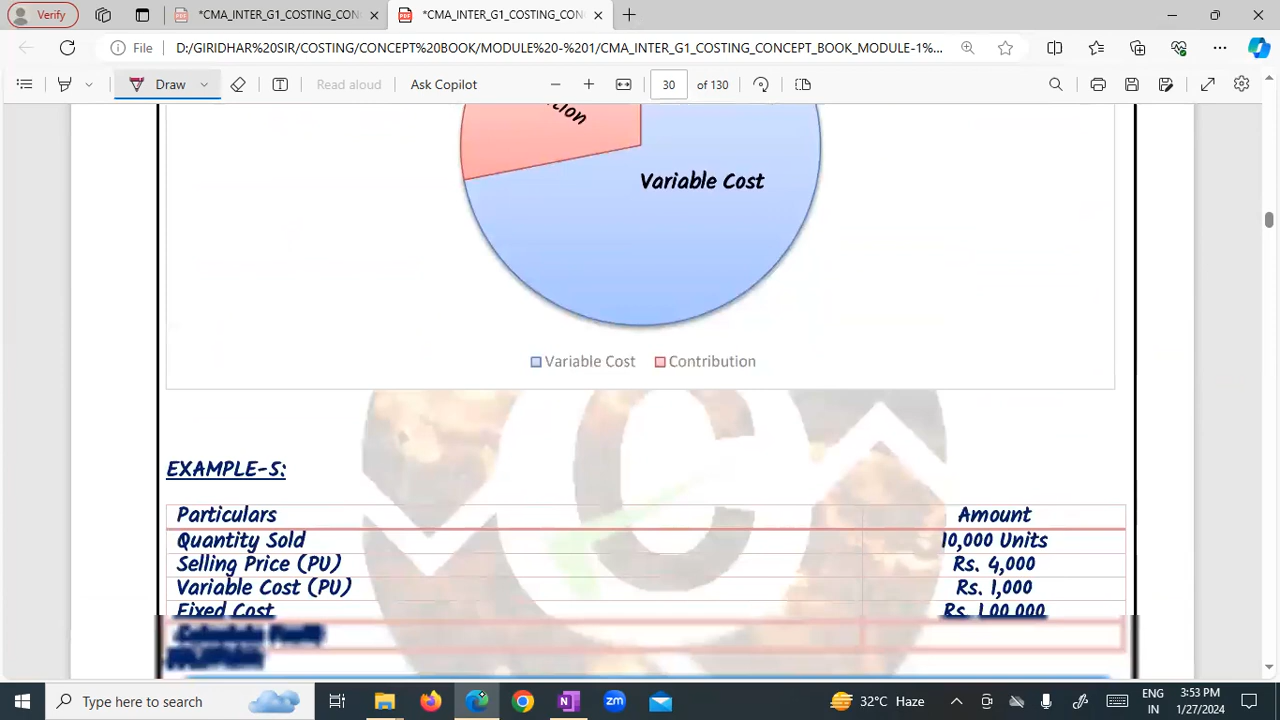 Verify
*CMA_INTER_G1_COSTING_CON
*CMA_INTER_G1_COSTING_CON
File
D:/GIRIDHAR%20SIR/COSTING/CONCEPT%20BOOK/MODULE%20-%201/CMA_INTER_G1_COSTING_CONCEPT_BOOK_MODULE-1%...
Draw
Read aloud
Ask Copilot
30 of 130
Variable Cost
Variable Cost
Contribution
EXAMPLE-5:
Particulars Amount
Quantity Sold 10,000 Units
Selling Price (PU) Rs. 4,000
Variable Cost (PU) Rs. 1,000
Fixed Cost Rs. 1,00,000
Type here to search
32°C Haze
ENG
IN
3:53 PM
1/27/2024